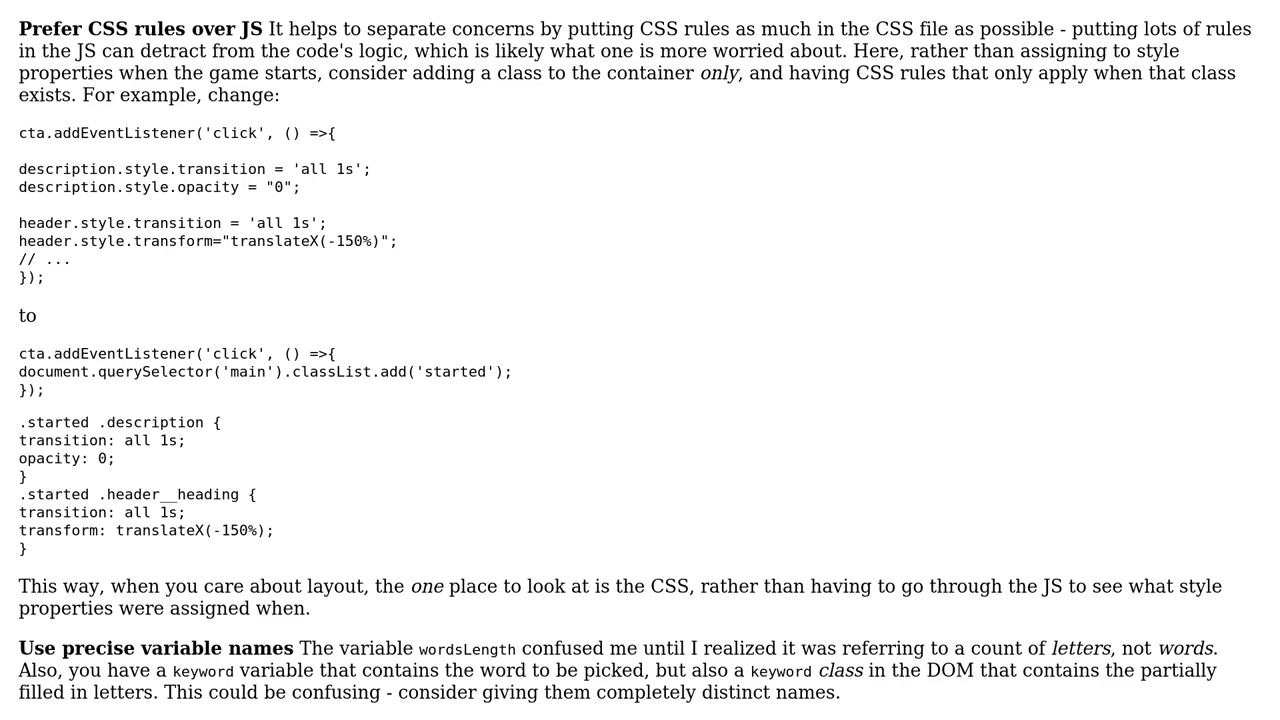 Prefer CSS rules over JS It helps to separate concerns by putting CSS rules as much in the CSS file as possible - putting lots of rules
in the JS can detract from the code's logic, which is likely what one is more worried about. Here, rather than assigning to style
properties when the game starts, consider adding a class to the container only, and having CSS rules that only apply when that class
exists. For example, change:
cta.addEventListener('click', () =>{
description.style.transition = 'all 1s';
description.style.opacity = "0";
header.style.transition = 'all 1s';
header.style.transform="translateX(-150%)";
// ...
});
to
cta.addEventListener('click', () =>{
document.querySelector('main').classList.add('started');
});
.started .description {
transition: all 1s;
opacity: 0;
}
.started .header__heading {
transition: all 1s;
transform: translateX(-150%);
}
This way, when you care about layout, the one place to look at is the CSS, rather than having to go through the JS to see what style
properties were assigned when.
Use precise variable names The variable wordsLength confused me until I realized it was referring to a count of letters, not words.
Also, you have a keyword variable that contains the word to be picked, but also a keyword class in the DOM that contains the partially
filled in letters. This could be confusing - consider giving them completely distinct names.